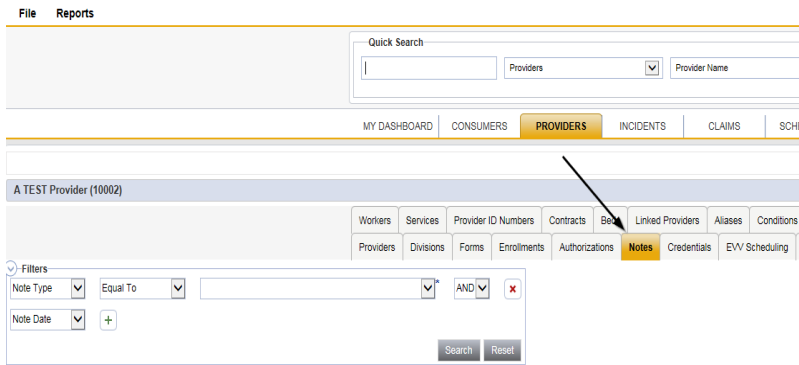 File Reports
Quick Search
Providers Provider Name
MY DASHBOARD CONSUMERS PROVIDERS INCIDENTS CLAIMS
A TEST Provider (10002)
Workers Services Provider ID Numbers Contracts Linked Providers Aliases Conditions
Providers Divisions Forms Enrollments Authorizations Notes Credentials EVV Scheduling
Filters
Note Type Equal To * AND
Note Date
Search Reset